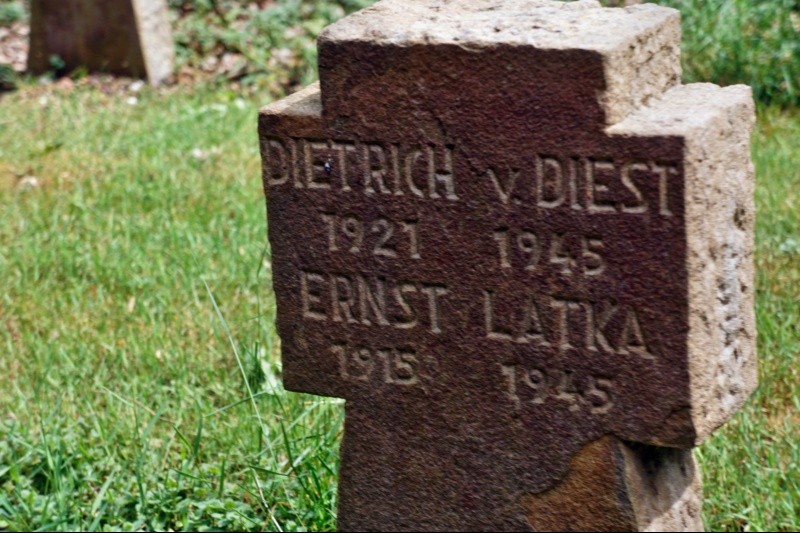 DIETRICH v. DIEST
1921 1945
ERNST LATKA
1915 1945